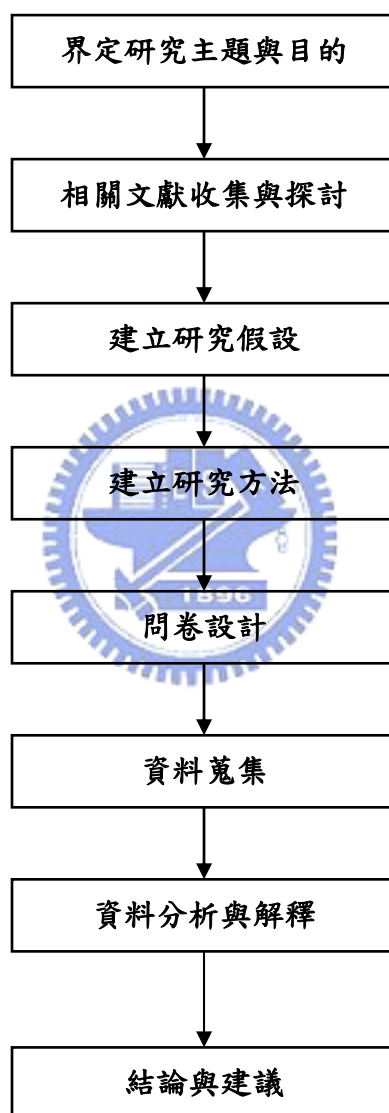 界定研究主題與目的
相關文獻收集與探討
建立研究假設
建立研究方法
1896
問卷設計
資料蒐集
資料分析與解釋
結論與建議